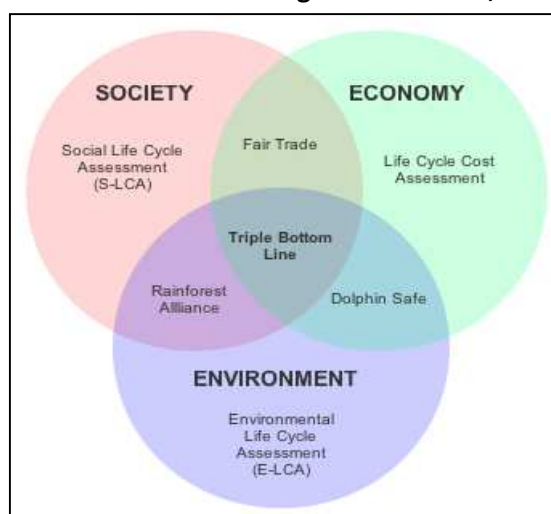 SOCIETY
ECONOMY
Social Life Cycle
Assessment
(S-LCA)
Fair Trade
Life Cycle Cost
Assessment
Triple Bottom
Line
Rainforest
Allliance
Dolphin Safe
ENVIRONMENT
Environmental
Life Cycle
Assessment
(E-LCA)